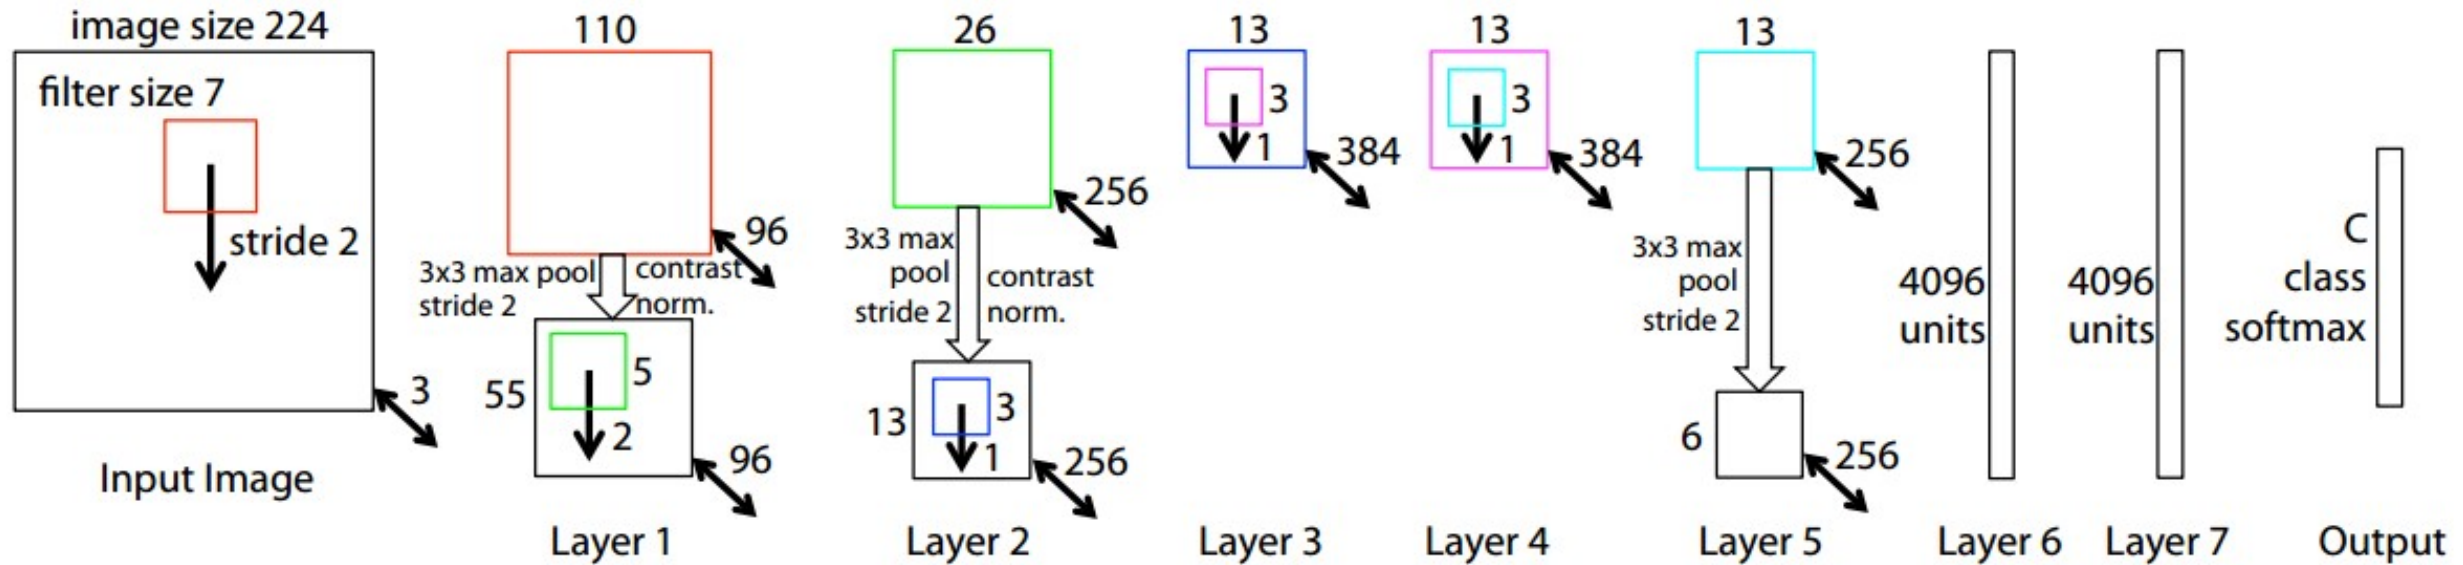 image size 224
filter size 7
stride 2
3
Input Image
110
96
3x3 max pool
stride 2
contrast
norm.
55
5
2
96
Layer 1
26
256
3x3 max
pool
stride 2
contrast
norm.
13
3
1
256
Layer 2
13
3
1
384
Layer 3
13
3
1
384
Layer 4
13
256
3x3 max
pool
stride 2
6
256
Layer 5
4096
units
Layer 6
4096
units
Layer 7
C
class
softmax
Output